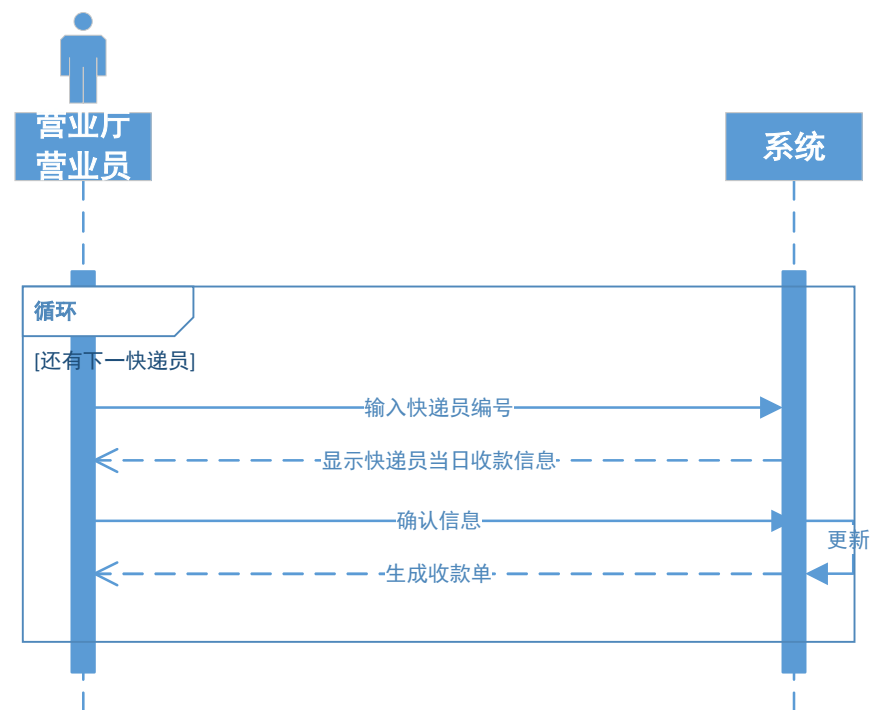 营业厅
营业员
系统
循环
[还有下一快递员]
输入快递员编号
显示快递员当日收款信息
确认信息
更新
生成收款单